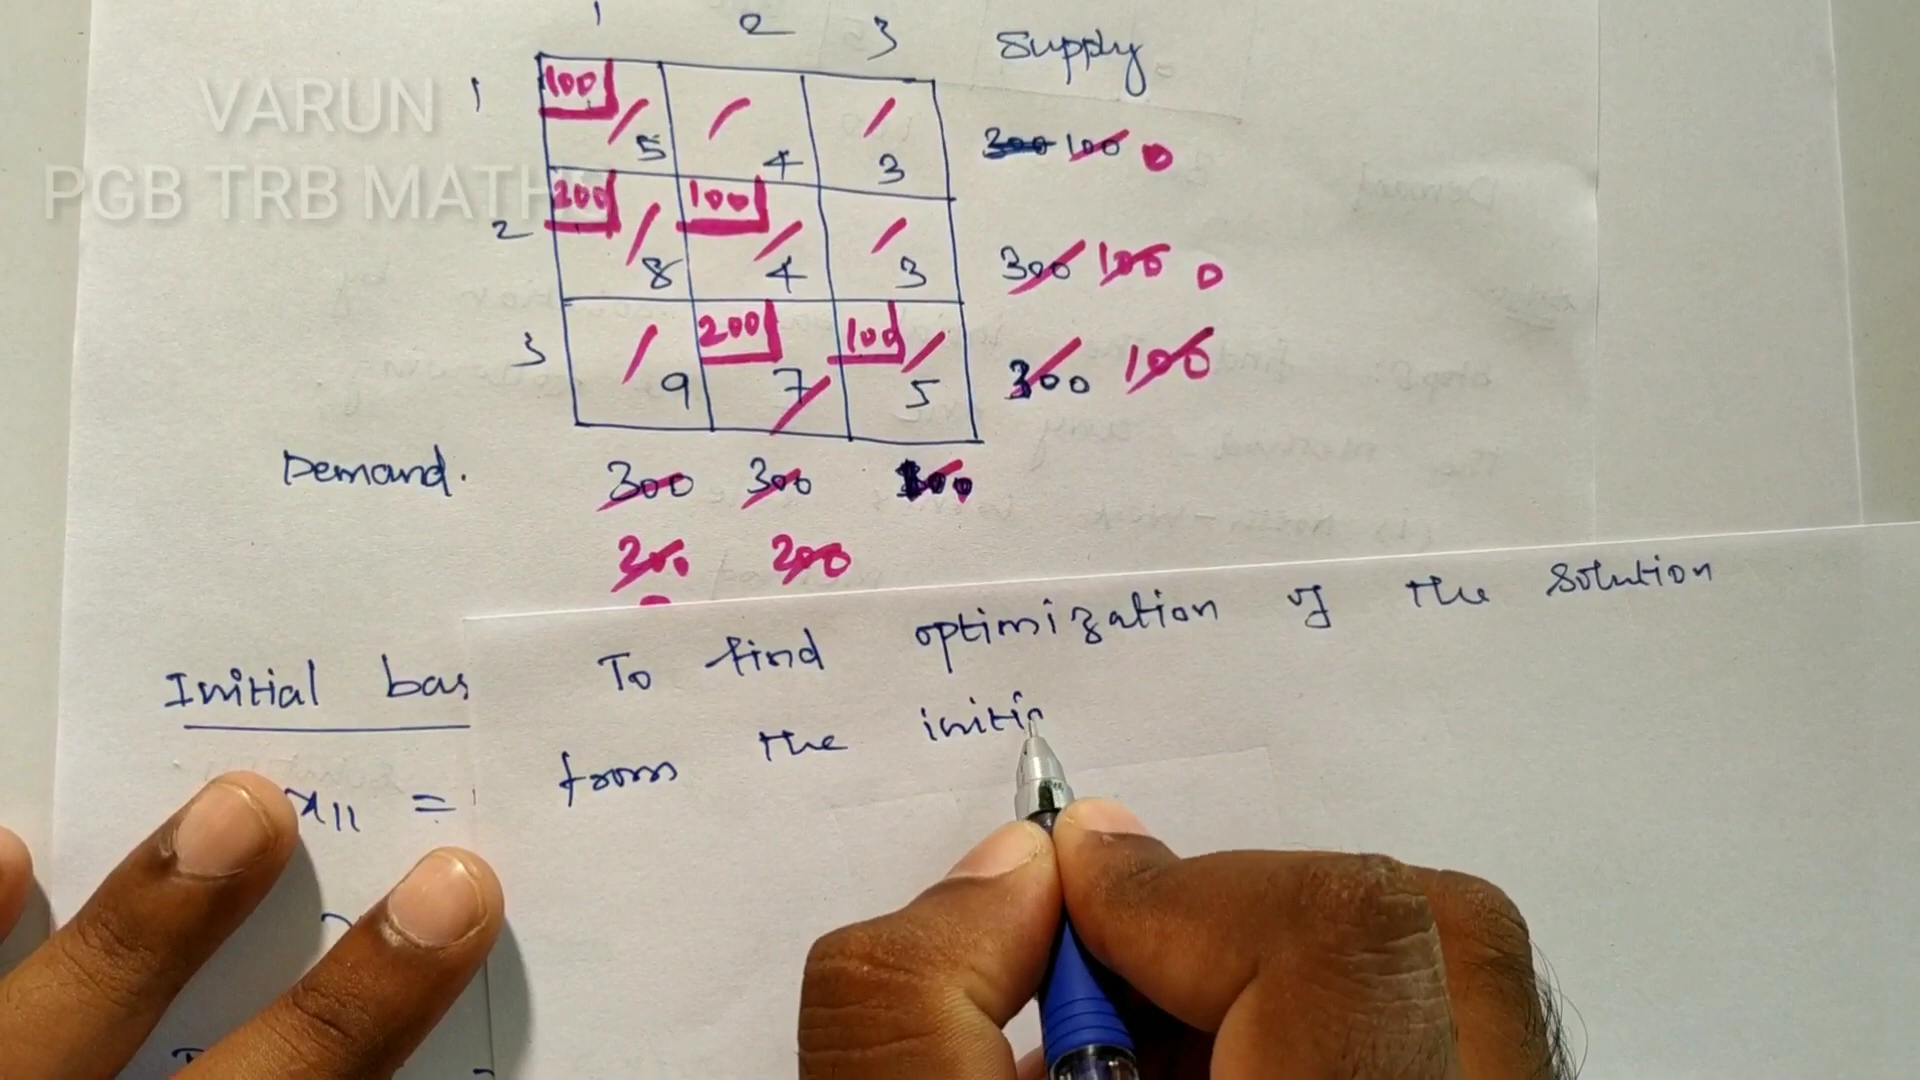 1 2 3 Supply
VARUN
PGB TRB MATHS
1 100 5 4 3 300 100 0
2 200 8 100 4 3 300 100 0
3 9 200 7 100 5 300 100
Demand. 300 300
200 200
To find optimization of the solution
Initial bas
from the initia
x11 =